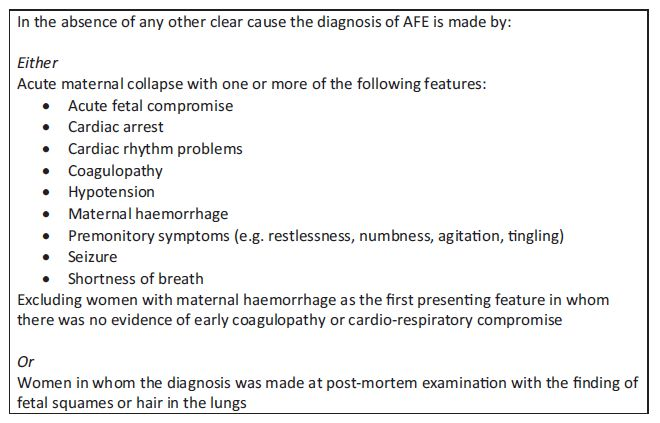 In the absence of any other clear cause the diagnosis of AFE is made by:
Either
Acute maternal collapse with one or more of the following features:
• Acute fetal compromise
• Cardiac arrest
• Cardiac rhythm problems
• Coagulopathy
• Hypotension
• Maternal haemorrhage
• Premonitory symptoms (e.g. restlessness, numbness, agitation, tingling)
• Seizure
• Shortness of breath
Excluding women with maternal haemorrhage as the first presenting feature in whom
there was no evidence of early coagulopathy or cardio-respiratory compromise
Or
Women in whom the diagnosis was made at post-mortem examination with the finding of
fetal squames or hair in the lungs